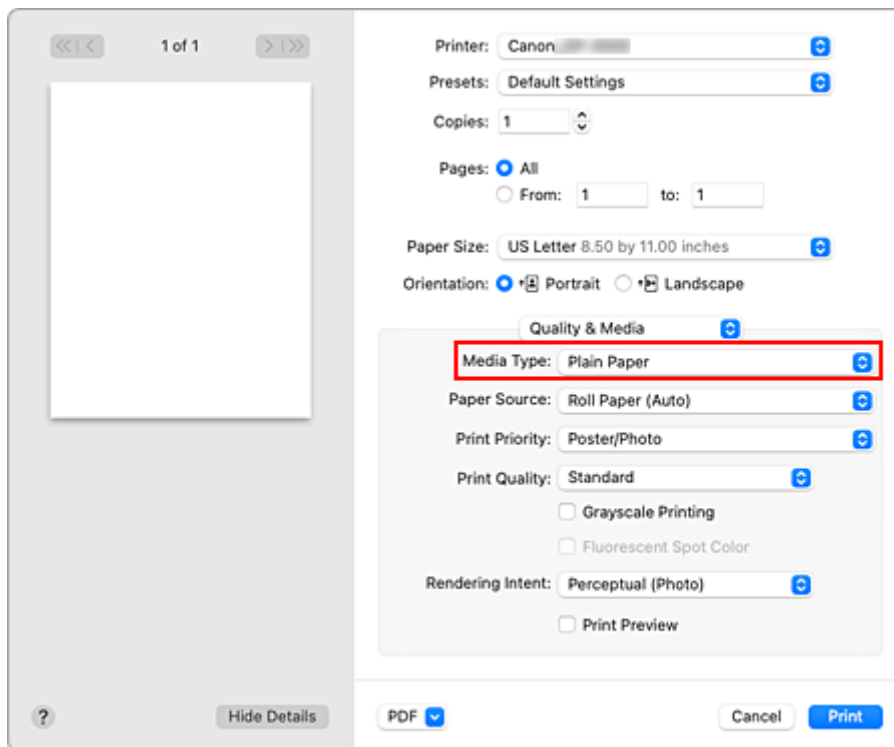 1 of 1
Printer: Canon
Presets: Default Settings
Copies: 1
Pages: All
From: 1 to: 1
Paper Size: US Letter 8.50 by 11.00 inches
Orientation: Portrait Landscape
Quality & Media
Media Type: Plain Paper
Paper Source: Roll Paper (Auto)
Print Priority: Poster/Photo
Print Quality: Standard
Grayscale Printing
Fluorescent Spot Color
Rendering Intent: Perceptual (Photo)
Print Preview
? Hide Details PDF Cancel Print